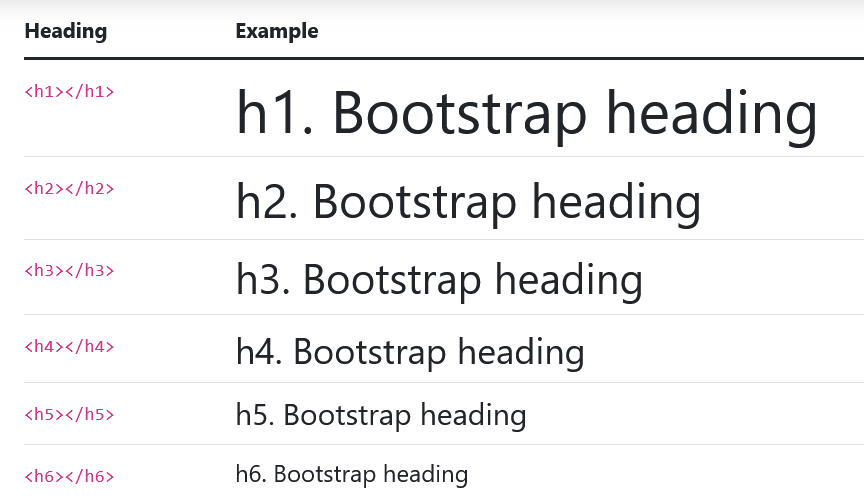 Heading Example
<h1></h1> h1. Bootstrap heading
<h2></h2> h2. Bootstrap heading
<h3></h3> h3. Bootstrap heading
<h4></h4> h4. Bootstrap heading
<h5></h5> h5. Bootstrap heading
<h6></h6> h6. Bootstrap heading